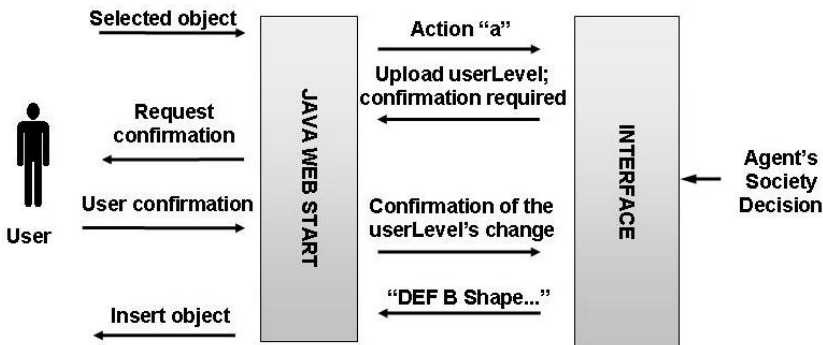 Selected object
Action “a”
Upload userLevel;
confirmation required
Request
confirmation
JAVA WEB START
INTERFACE
Agent's
Society
Decision
User confirmation
User
Confirmation of the
userLevel's change
“DEF B Shape...”
Insert object